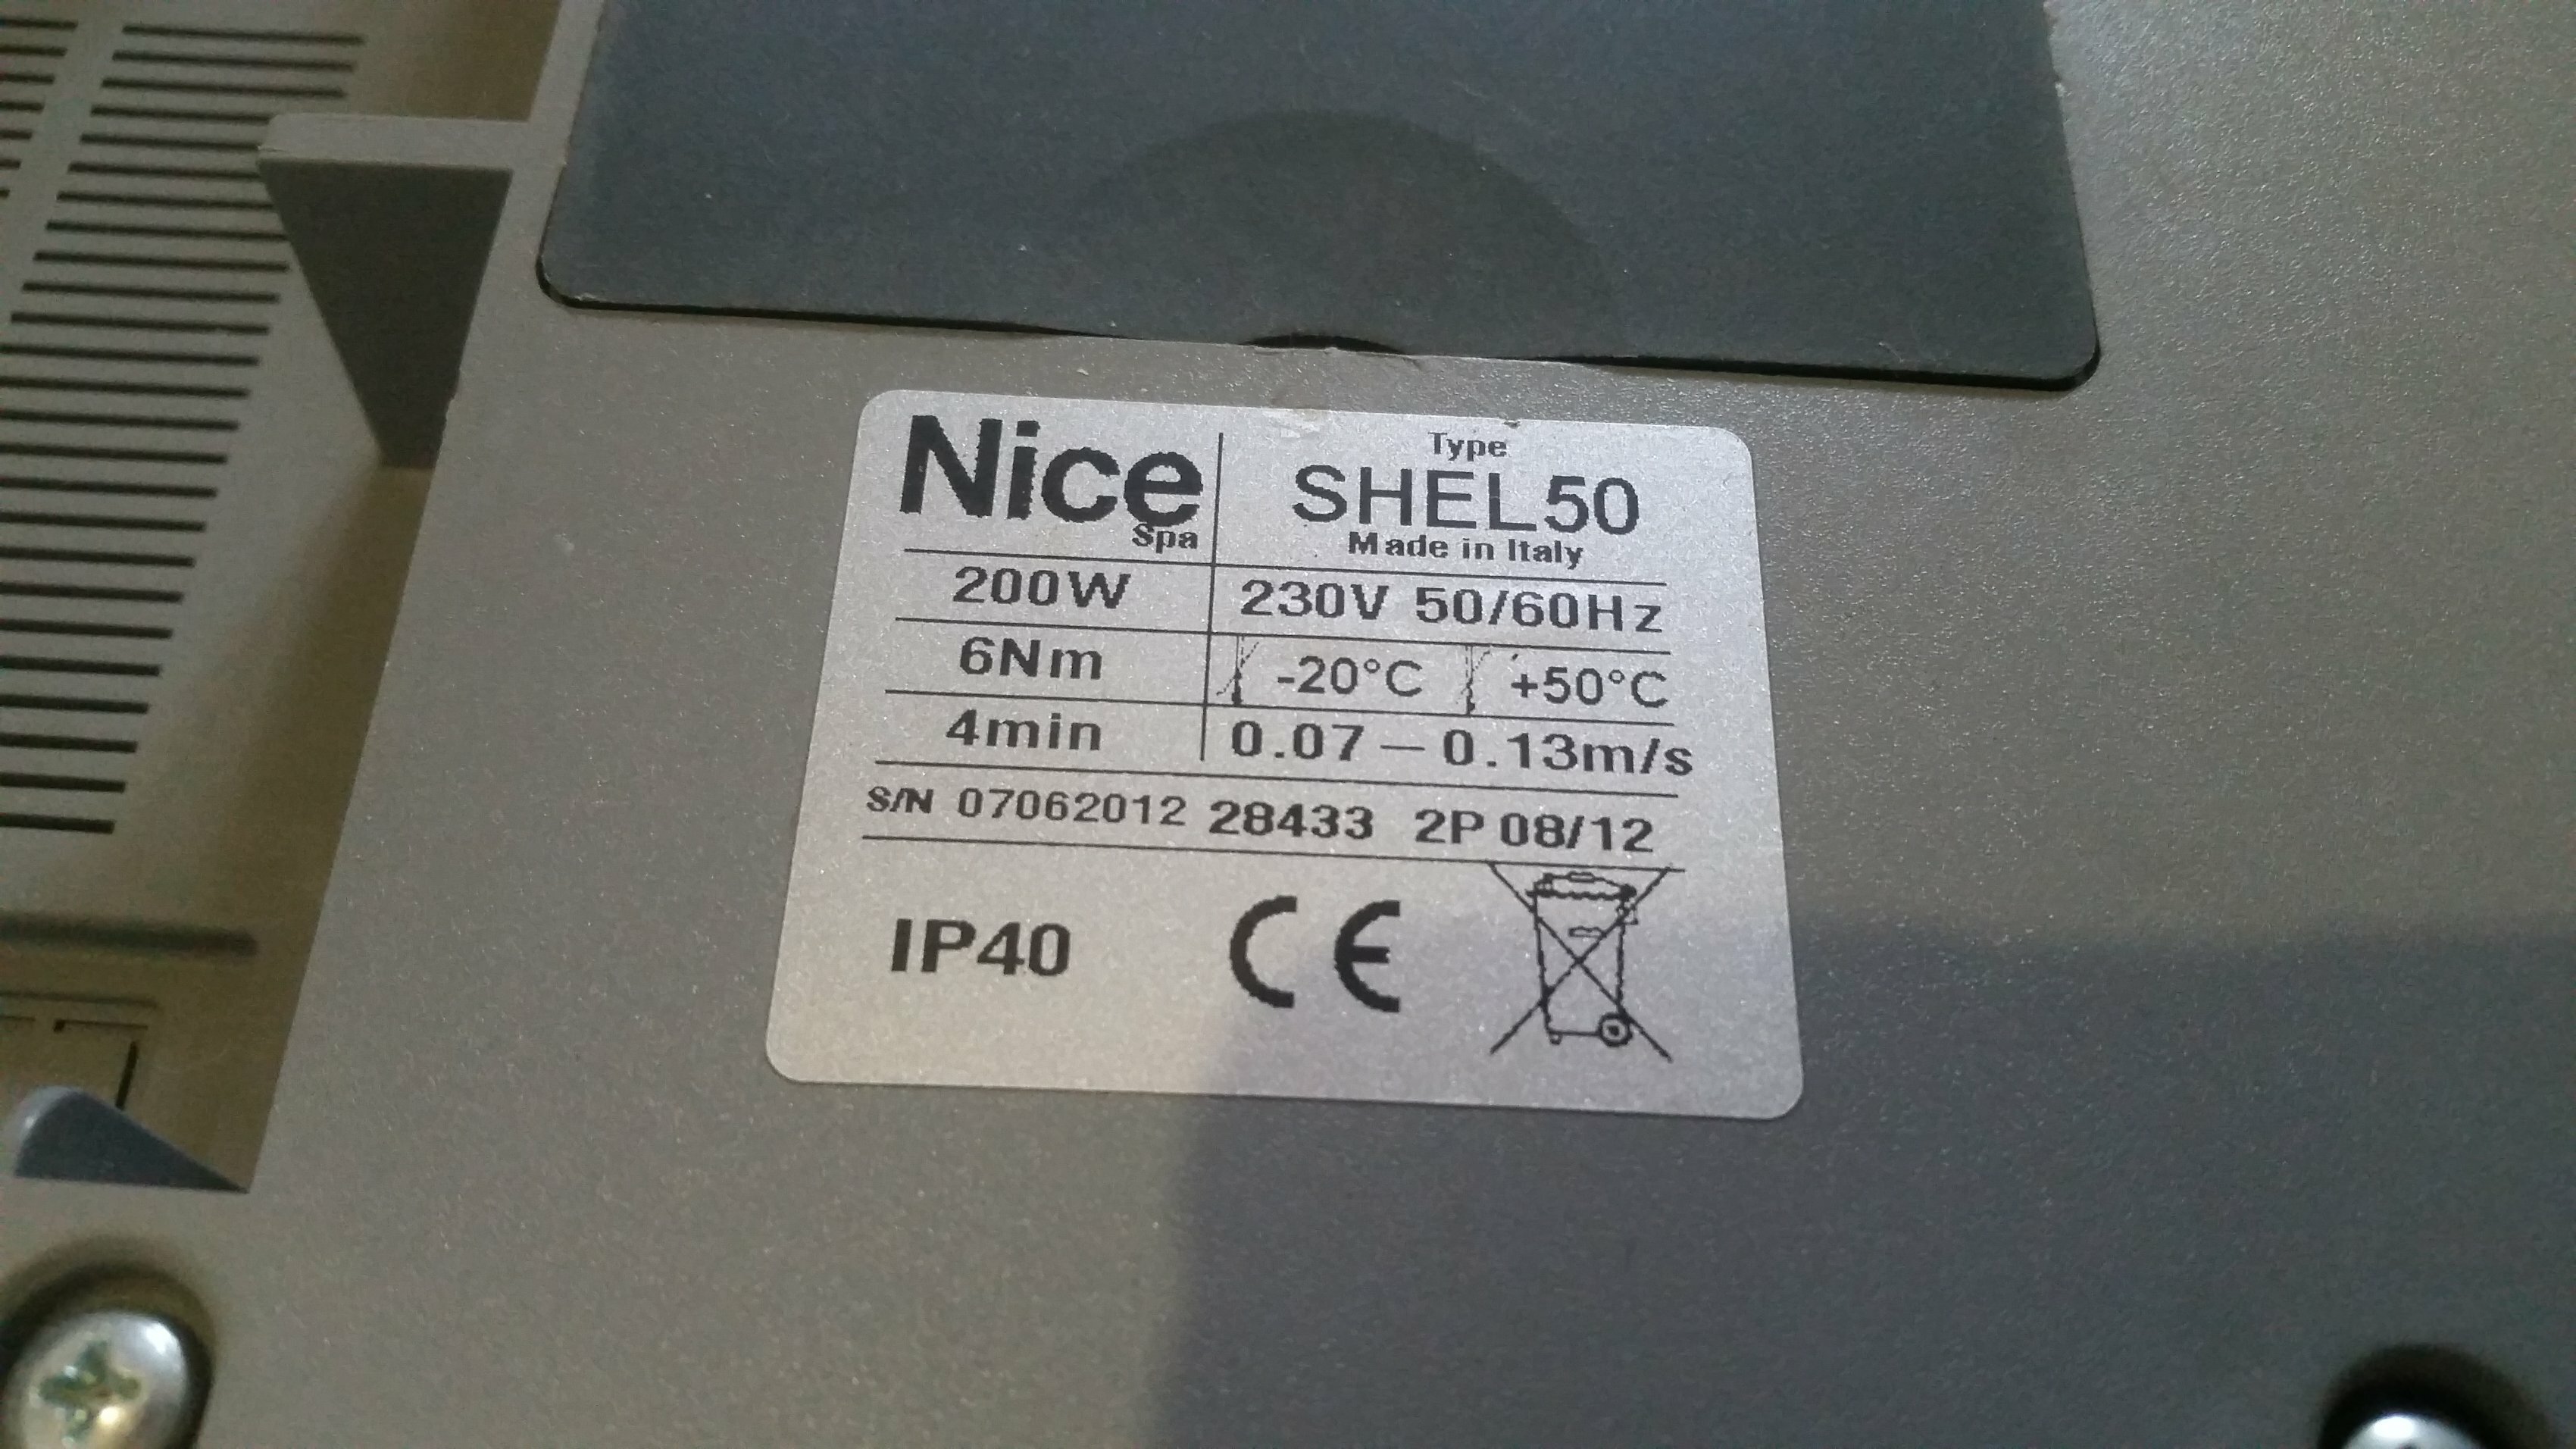 Nice
Spa
Type
SHEL50
Made in Italy
200W 230V 50/60Hz
6Nm -20°C +50°C
4min 0.07 – 0.13m/s
S/N 07062012 28433 2P 08/12
IP40 CE